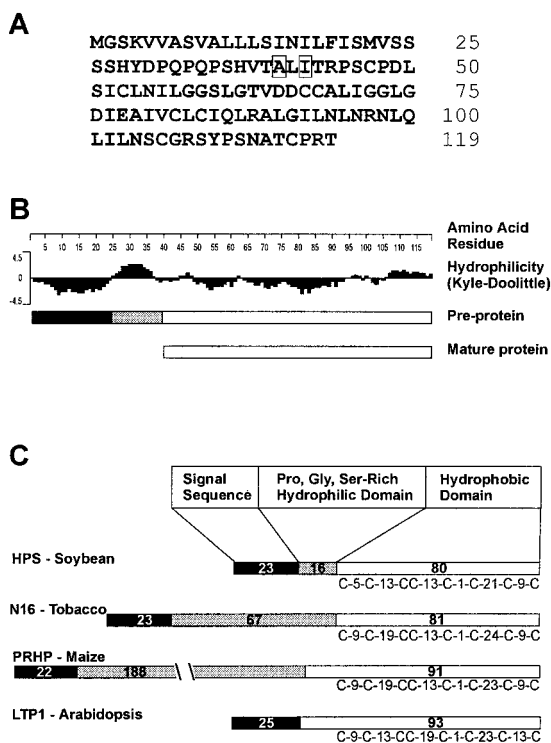 A
MGSKVVASVALLLSINILFISMVSS 25
SSHYDPQPQPSHVTALITRPSCPDL 50
SICLNILGGSLGTVDDCCALIGGLG 75
DIEAIVCLCIQLRALGILNLNRNLQ 100
LILNSCGRSYPSNATCPRT 119
B
Amino Acid
Residue
5 10 15 20 25 30 35 40 45 50 55 60 65 70 75 80 85 90 95 100 105 110 115
4.5
0
-4.5
Hydrophilicity
(Kyle-Doolittle)
Pre-protein
Mature protein
C
Signal
Sequence
Pro, Gly, Ser-Rich
Hydrophilic Domain
Hydrophobic
Domain
HPS - Soybean
23 16 80
C-5-C-13-CC-13-C-1-C-21-C-9-C
N16 - Tobacco
23 67 81
C-9-C-19-CC-13-C-1-C-24-C-9-C
PRHP - Maize
22 188 91
C-9-C-19-CC-13-C-1-C-23-C-9-C
LTP1 - Arabidopsis
25 93
C-9-C-13-CC-19-C-1-C-23-C-13-C